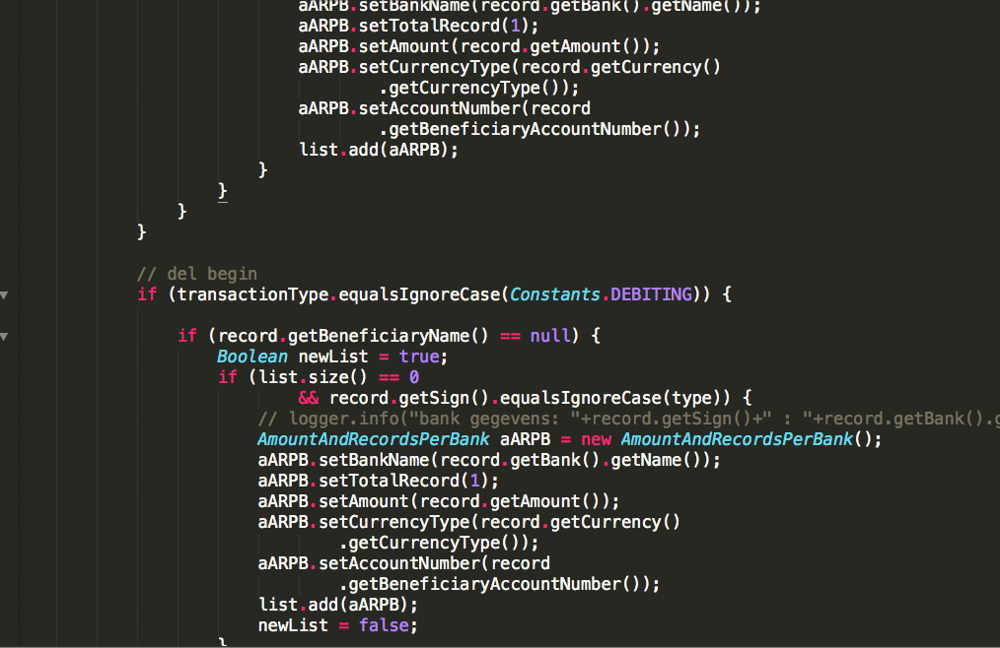 aARPB.setBankName(record.getBank().getName());
aARPB.setTotalRecord(1);
aARPB.setAmount(record.getAmount());
aARPB.setCurrencyType(record.getCurrency()
.getCurrencyType());
aARPB.setAccountNumber(record
.getBeneficiaryAccountNumber());
list.add(aARPB);
}
}
}
}
// del begin
if (transactionType.equalsIgnoreCase(Constants.DEBITING)) {
if (record.getBeneficiaryName() == null) {
Boolean newList = true;
if (list.size() == 0
&& record.getSign().equalsIgnoreCase(type)) {
// logger.info("bank gegevens: "+record.getSign()+" : "+record.getBank().g
AmountAndRecordsPerBank aARPB = new AmountAndRecordsPerBank();
aARPB.setBankName(record.getBank().getName());
aARPB.setTotalRecord(1);
aARPB.setAmount(record.getAmount());
aARPB.setCurrencyType(record.getCurrency()
.getCurrencyType());
aARPB.setAccountNumber(record
.getBeneficiaryAccountNumber());
list.add(aARPB);
newList = false;
}